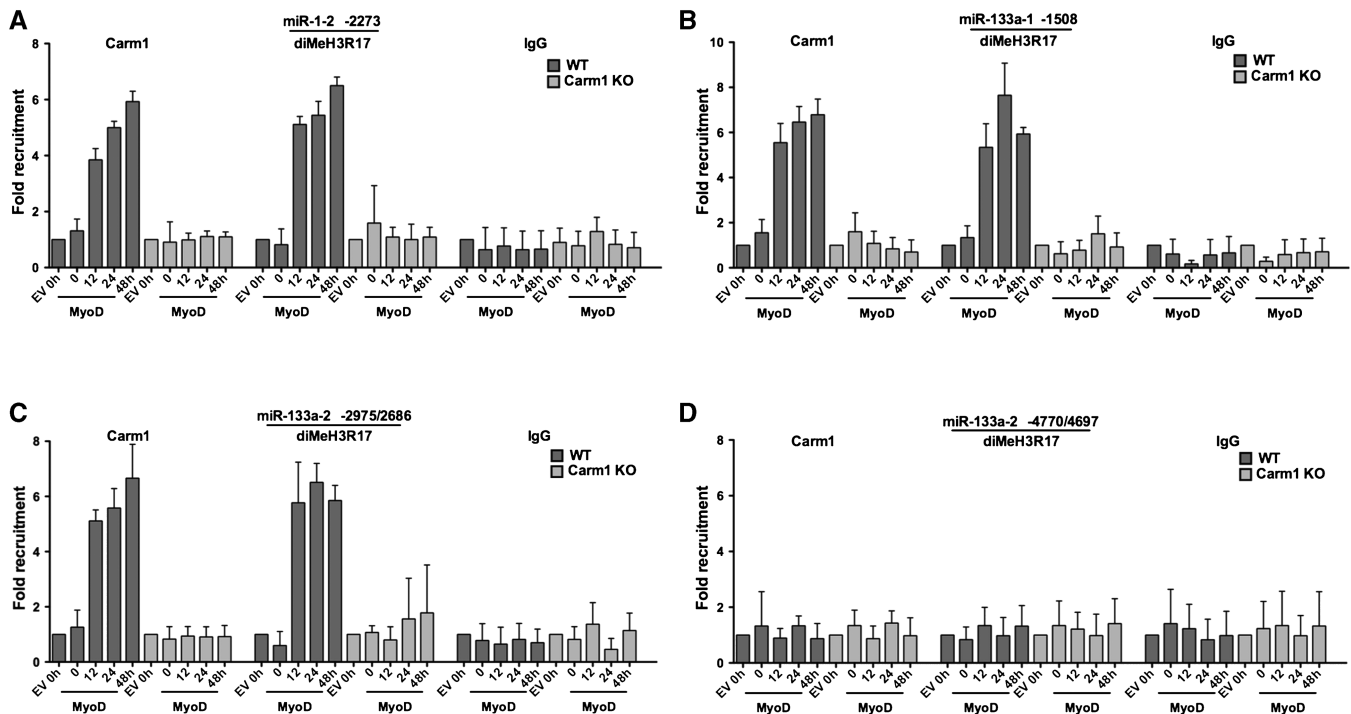 A
miR-1-2 -2273
Carm1 diMeH3R17 IgG
WT
Carm1 KO
Fold recruitment
8
6
4
2
0
EV 0h 0 12 24 48h EV 0h 0 12 24 48h EV 0h 0 12 24 48h EV 0h 0 12 24 48h EV 0h 0 12 24 48h EV 0h 0 12 24 48h
MyoD MyoD MyoD MyoD MyoD MyoD
B
miR-133a-1 -1508
Carm1 diMeH3R17 IgG
WT
Carm1 KO
Fold recruitment
10
8
6
4
2
0
EV 0h 0 12 24 48h EV 0h 0 12 24 48h EV 0h 0 12 24 48h EV 0h 0 12 24 48h EV 0h 0 12 24 48h EV 0h 0 12 24 48h
MyoD MyoD MyoD MyoD MyoD MyoD
C
miR-133a-2 -2975/2686
Carm1 diMeH3R17 IgG
WT
Carm1 KO
Fold recruitment
8
6
4
2
0
EV 0h 0 12 24 48h EV 0h 0 12 24 48h EV 0h 0 12 24 48h EV 0h 0 12 24 48h EV 0h 0 12 24 48h EV 0h 0 12 24 48h
MyoD MyoD MyoD MyoD MyoD MyoD
D
miR-133a-2 -4770/4697
Carm1 diMeH3R17 IgG
WT
Carm1 KO
Fold recruitment
8
6
4
2
0
EV 0h 0 12 24 48h EV 0h 0 12 24 48h EV 0h 0 12 24 48h EV 0h 0 12 24 48h EV 0h 0 12 24 48h EV 0h 0 12 24 48h
MyoD MyoD MyoD MyoD MyoD MyoD